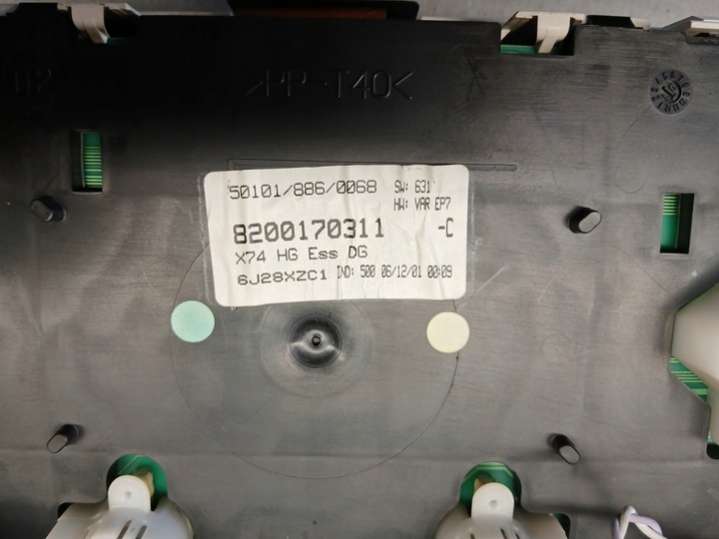 >PP-T40<
50101/886/0068 SW: 631
HW: VAR EP7
8200170311 -C
X74 HG Ess DG
6J28XZC1 IND: 500 06/12/01 00:09